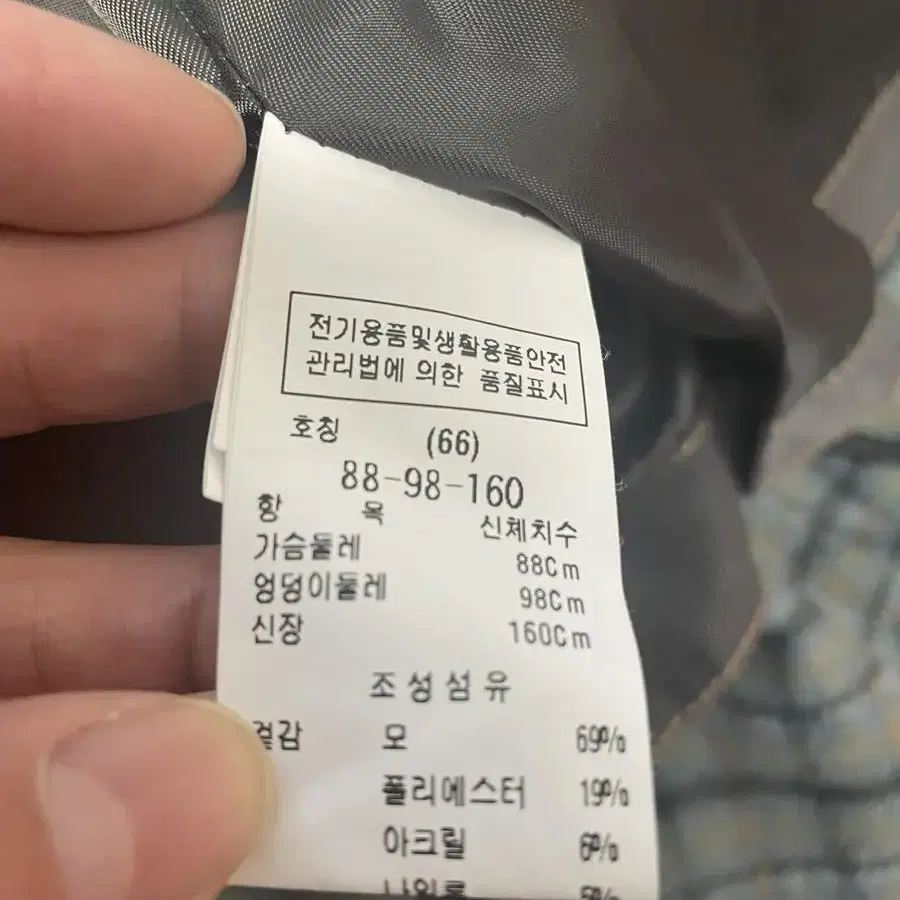 전기용품및생활용품안전
관리법에 의한 품질표시
호칭 (66)
88-98-160
항 목 신체치수
가슴둘레 88Cm
엉덩이둘레 98Cm
신장 160Cm
조성섬유
겉감 모 69%
폴리에스터 19%
아크릴 6%